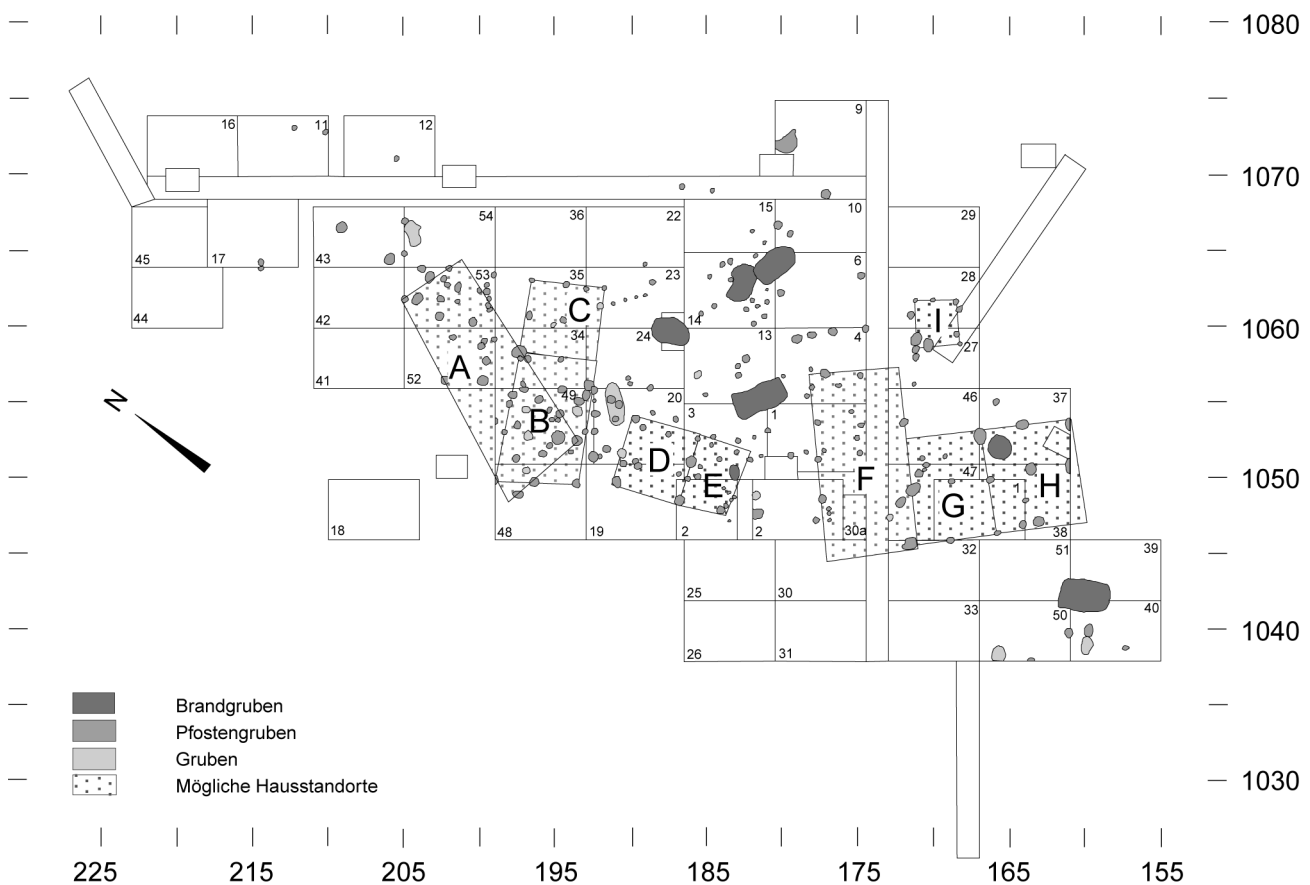 1080
9
16 11 12
1070
15 10
54 36 22 29
45 17 43 6
53 35 23 28
C
44 42 14 I 1060
34 24 13 4 27
A
41 52 49 20 46 37
3 1
B
N
D F
47 1050
E G 1 H
18 48 19 2 2 30a 38
32 51 39
25 30
33 50 40
1040
26 31
Brandgruben
Pfostengruben
Gruben
Mögliche Hausstandorte
1030
225 215 205 195 185 175 165 155